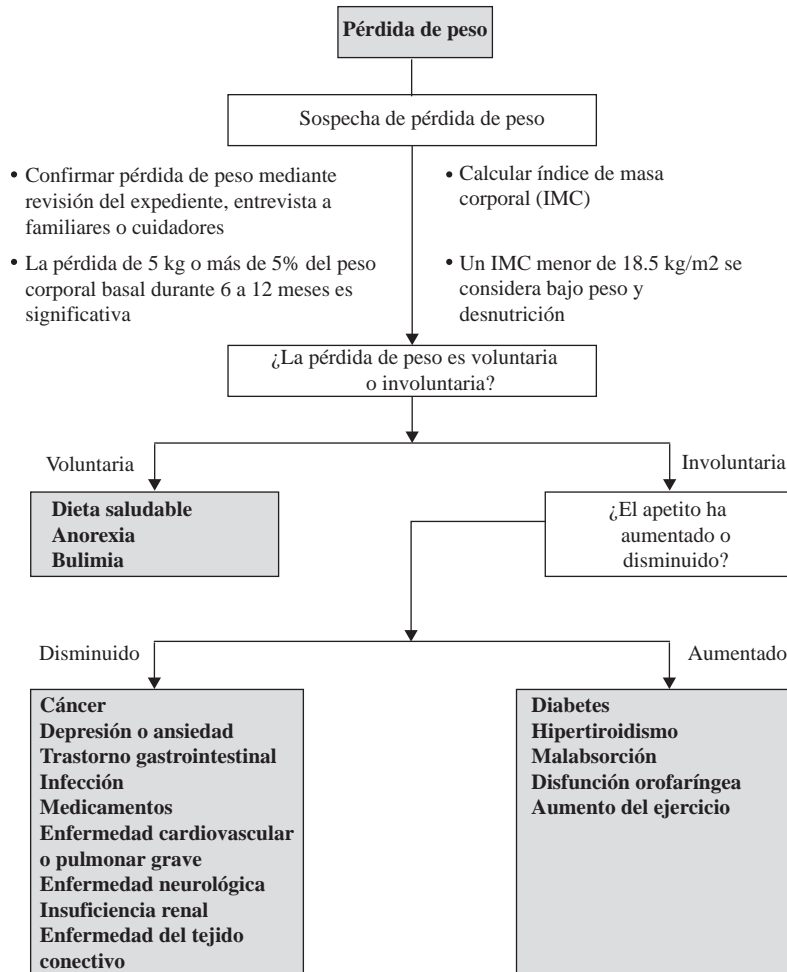 Pérdida de peso
Sospecha de pérdida de peso
• Confirmar pérdida de peso mediante
revisión del expediente, entrevista a
familiares o cuidadores
• La pérdida de 5 kg o más de 5% del peso
corporal basal durante 6 a 12 meses es
significativa
• Calcular índice de masa
corporal (IMC)
• Un IMC menor de 18.5 kg/m2 se
considera bajo peso y
desnutrición
¿La pérdida de peso es voluntaria
o involuntaria?
Voluntaria
Involuntaria
Dieta saludable
Anorexia
Bulimia
¿El apetito ha
aumentado o
disminuido?
Disminuido
Aumentado
Cáncer
Depresión o ansiedad
Trastorno gastrointestinal
Infección
Medicamentos
Enfermedad cardiovascular
o pulmonar grave
Enfermedad neurológica
Insuficiencia renal
Enfermedad del tejido
conectivo
Diabetes
Hipertiroidismo
Malabsorción
Disfunción orofaríngea
Aumento del ejercicio